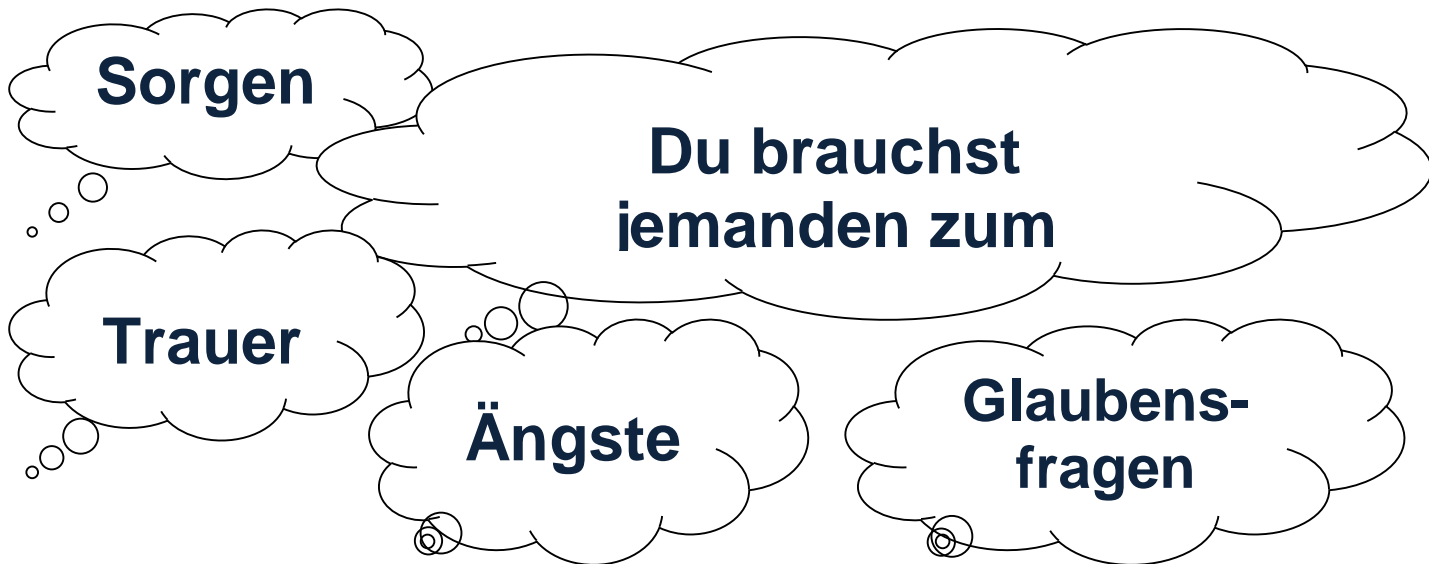 Sorgen
Du brauchst
jemanden zum
Trauer
Ängste
Glaubens-
fragen